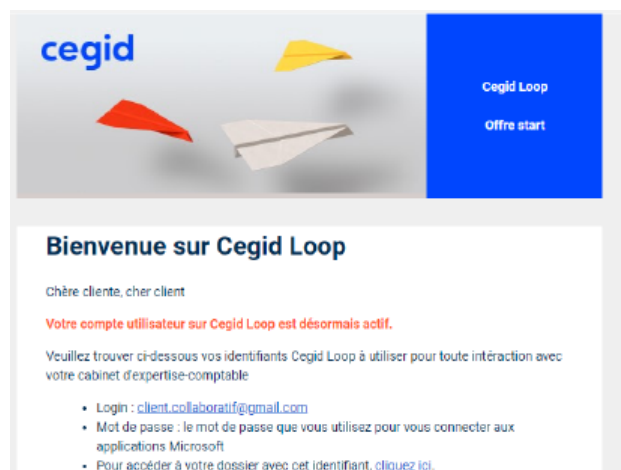 cegid
Cegid Loop
Offre start
Bienvenue sur Cegid Loop
Chère cliente, cher client
Votre compte utilisateur sur Cegid Loop est désormais actif.
Veuillez trouver ci-dessous vos identifiants Cegid Loop à utiliser pour toute intéraction avec
votre cabinet d'expertise-comptable
• Login : client.collaboratif@gmail.com
• Mot de passe : le mot de passe que vous utilisez pour vous connecter aux
applications Microsoft
• Pour accéder à votre dossier avec cet identifiant, cliquez ici.